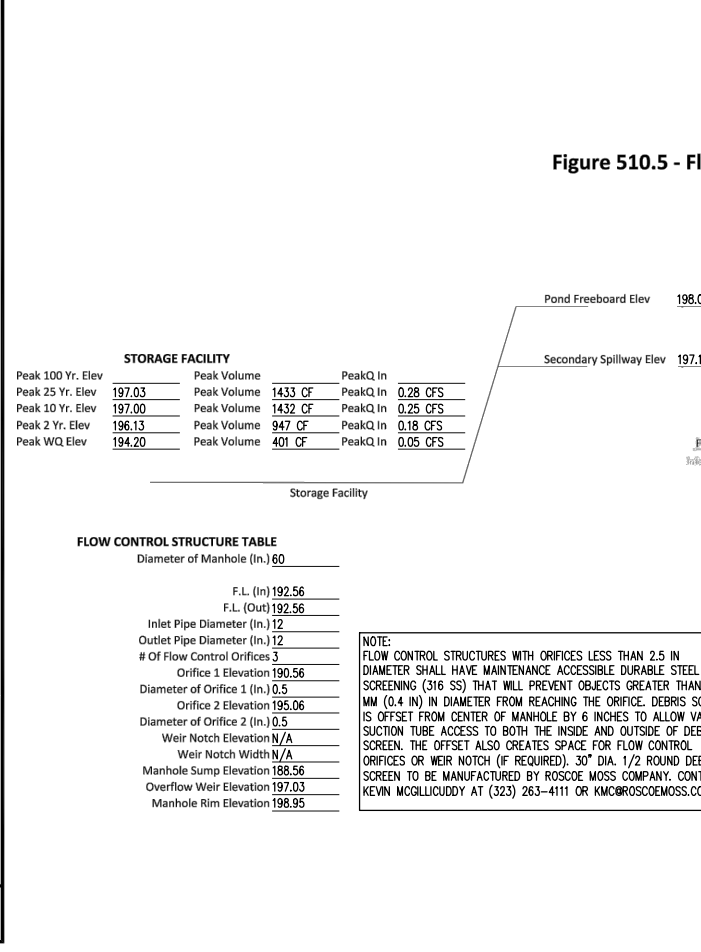 Figure 510.5 - Fl
Pond Freeboard Elev 198.0
Secondary Spillway Elev 197.1
STORAGE FACILITY
Peak 100 Yr. Elev Peak Volume PeakQ In
Peak 25 Yr. Elev 197.03 Peak Volume 1433 CF PeakQ In 0.28 CFS
Peak 10 Yr. Elev 197.00 Peak Volume 1432 CF PeakQ In 0.25 CFS
Peak 2 Yr. Elev 196.13 Peak Volume 947 CF PeakQ In 0.18 CFS
Peak WQ Elev 194.20 Peak Volume 401 CF PeakQ In 0.05 CFS
Storage Facility
FLOW CONTROL STRUCTURE TABLE
Diameter of Manhole (In.) 60
F.L. (In) 192.56
F.L. (Out) 192.56
Inlet Pipe Diameter (In.) 12
Outlet Pipe Diameter (In.) 12
# Of Flow Control Orifices 3
Orifice 1 Elevation 190.56
Diameter of Orifice 1 (In.) 0.5
Orifice 2 Elevation 195.06
Diameter of Orifice 2 (In.) 0.5
Weir Notch Elevation N/A
Weir Notch Width N/A
Manhole Sump Elevation 188.56
Overflow Weir Elevation 197.03
Manhole Rim Elevation 198.95
NOTE:
FLOW CONTROL STRUCTURES WITH ORIFICES LESS THAN 2.5 IN
DIAMETER SHALL HAVE MAINTENANCE ACCESSIBLE DURABLE STEEL
SCREENING (316 SS) THAT WILL PREVENT OBJECTS GREATER THAN
MM (0.4 IN) IN DIAMETER FROM REACHING THE ORIFICE. DEBRIS SC
IS OFFSET FROM CENTER OF MANHOLE BY 6 INCHES TO ALLOW VA
SUCTION TUBE ACCESS TO BOTH THE INSIDE AND OUTSIDE OF DEB
SCREEN. THE OFFSET ALSO CREATES SPACE FOR FLOW CONTROL
ORIFICES OR WEIR NOTCH (IF REQUIRED). 30" DIA. 1/2 ROUND DEB
SCREEN TO BE MANUFACTURED BY ROSCOE MOSS COMPANY. CONT
KEVIN MCGILLICUDDY AT (323) 263-4111 OR KMC@ROSCOEMOSS.CO